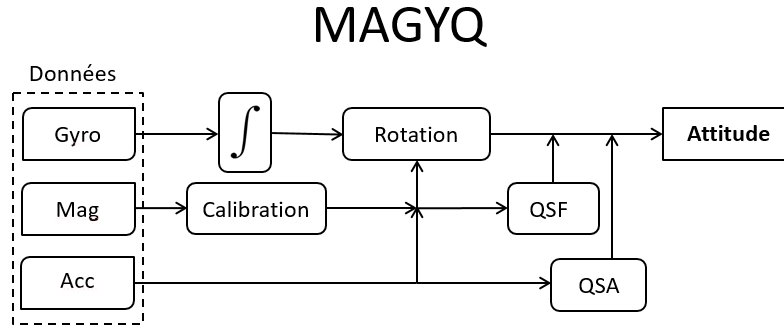 MAGYQ
Données
Gyro
∫
Rotation
Attitude
Mag
Calibration
QSF
Acc
QSA